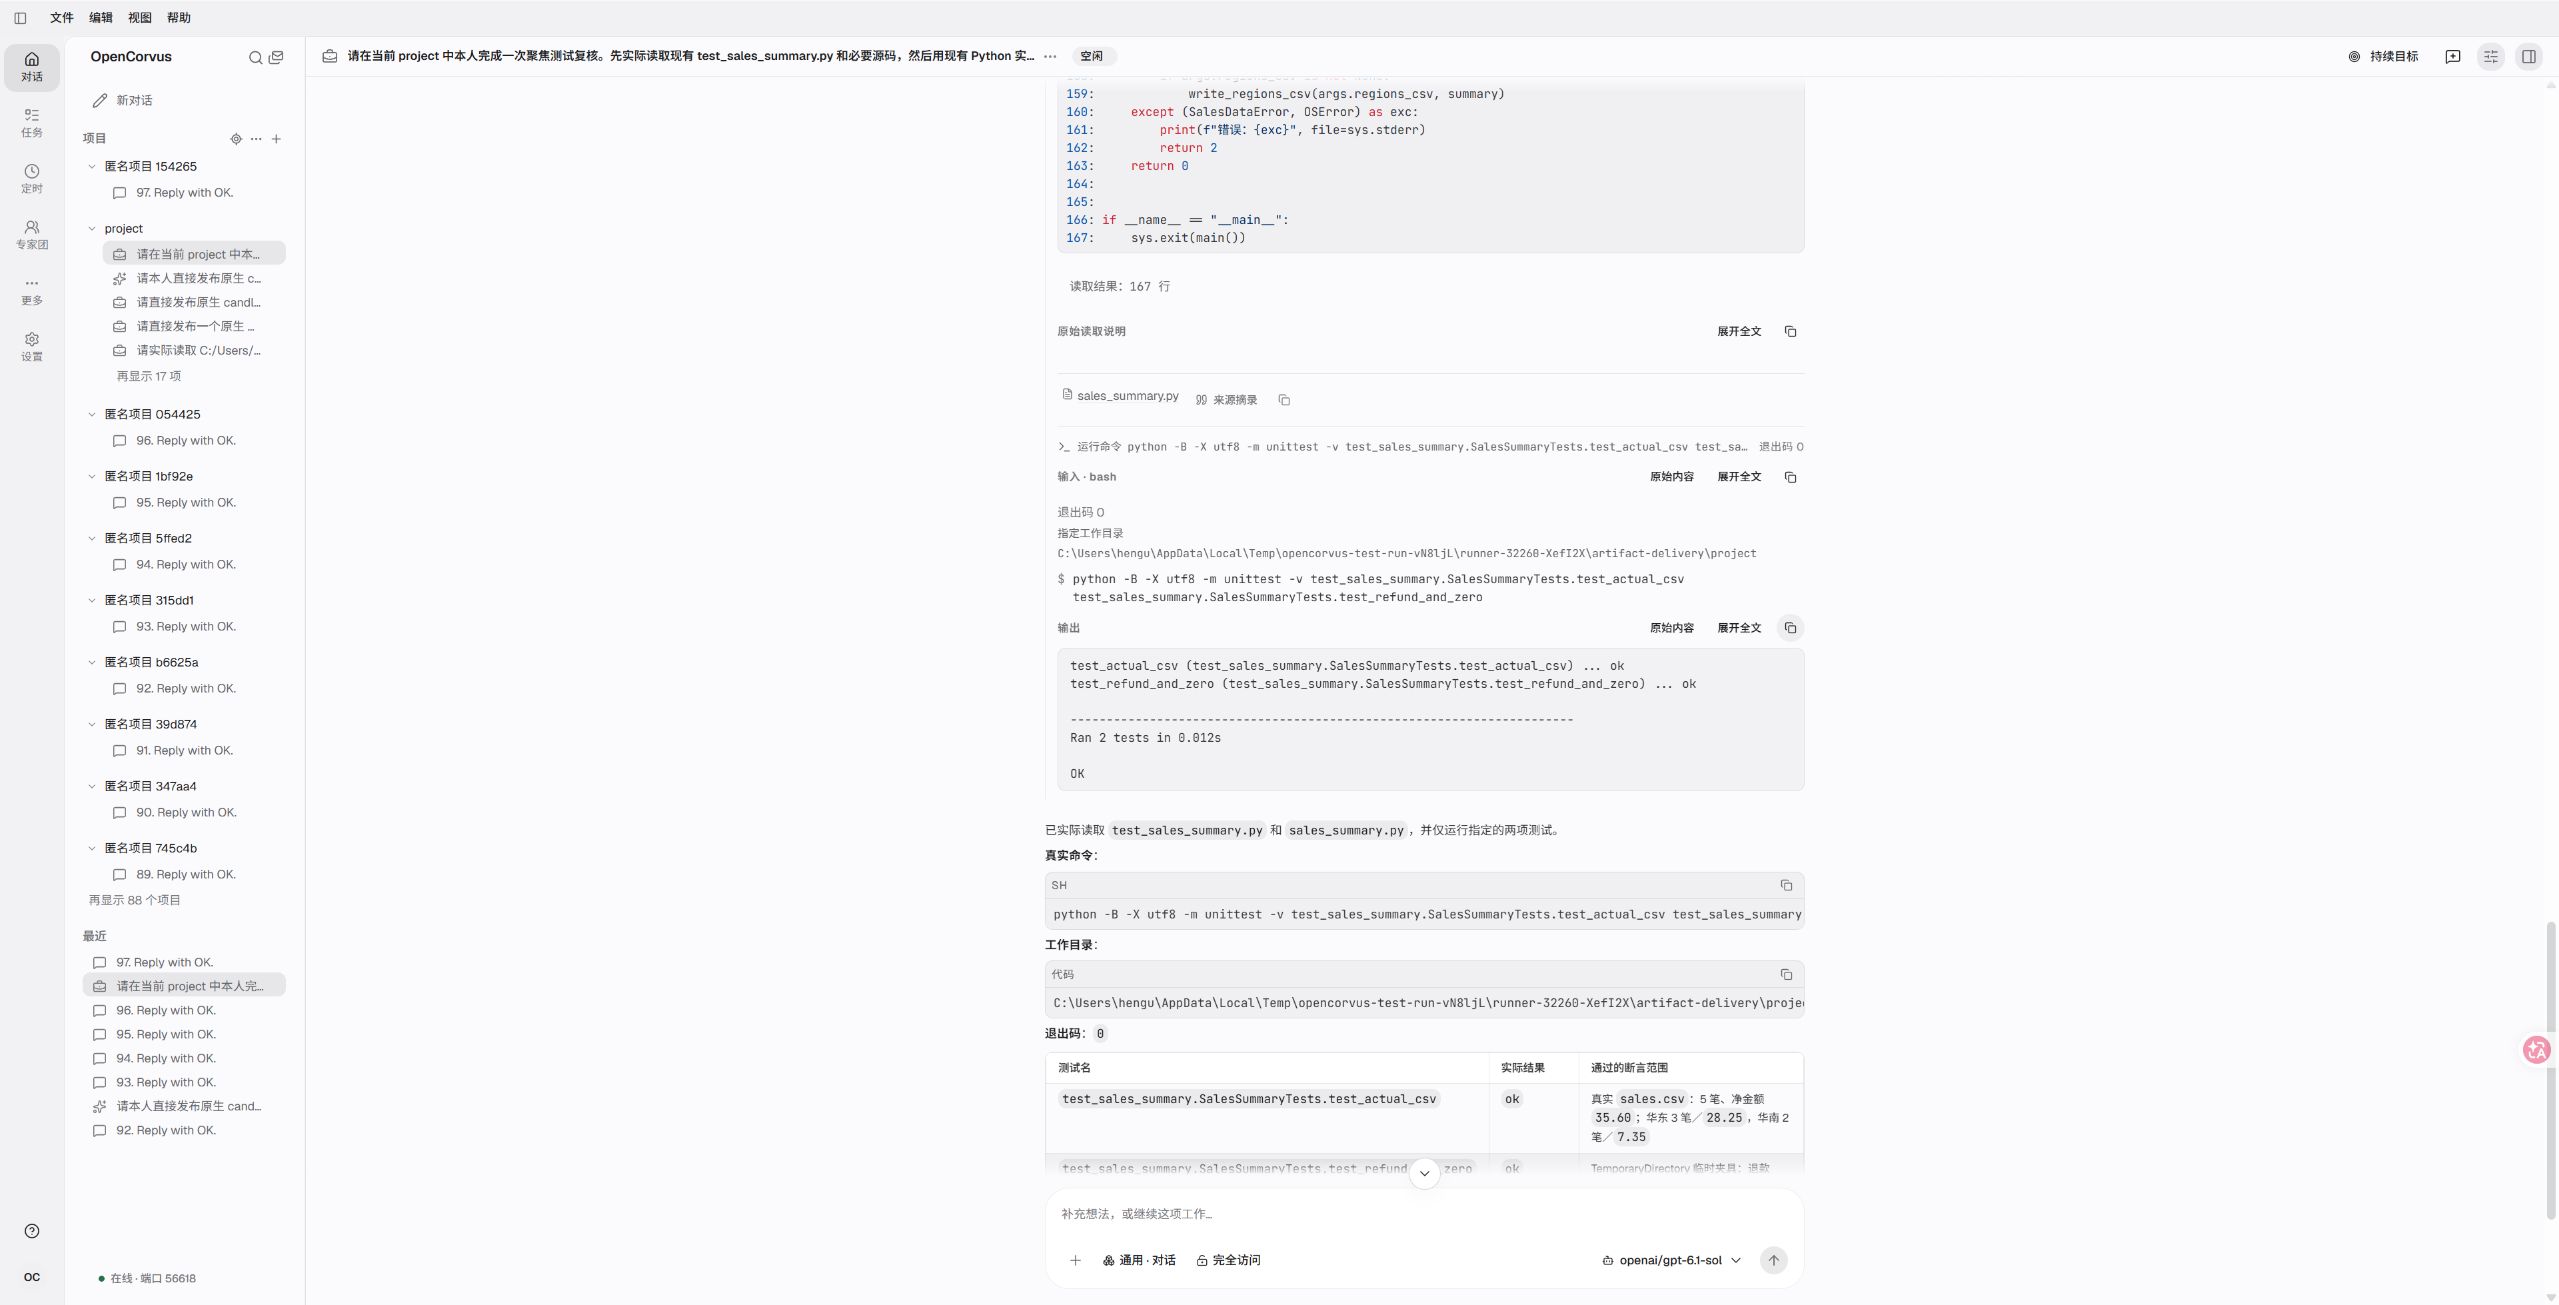 文件 编辑 视图 帮助
对话
任务
定时
专家团
更多
设置
OC
OpenCorvus
新对话
项目
匿名项目 154265
97. Reply with OK.
project
请在当前 project 中本...
请本人直接发布原生 c...
请直接发布原生 candl...
请直接发布一个原生 ...
请实际读取 C:/Users/...
再显示 17 项
匿名项目 054425
96. Reply with OK.
匿名项目 1bf92e
95. Reply with OK.
匿名项目 5ffed2
94. Reply with OK.
匿名项目 315dd1
93. Reply with OK.
匿名项目 b6625a
92. Reply with OK.
匿名项目 39d874
91. Reply with OK.
匿名项目 347aa4
90. Reply with OK.
匿名项目 745c4b
89. Reply with OK.
再显示 88 个项目
最近
97. Reply with OK.
请在当前 project 中本人完...
96. Reply with OK.
95. Reply with OK.
94. Reply with OK.
93. Reply with OK.
请本人直接发布原生 cand...
92. Reply with OK.
在线 · 端口 56618
请在当前 project 中本人完成一次聚焦测试复核。先实际读取现有 test_sales_summary.py 和必要源码，然后用现有 Python 实... ··· 空闲
持续目标
159:             write_regions_csv(args.regions_csv, summary)
160:     except (SalesDataError, OSError) as exc:
161:         print(f"错误：{exc}", file=sys.stderr)
162:         return 2
163:     return 0
164:
165:
166: if __name__ == "__main__":
167:     sys.exit(main())
读取结果：167 行
原始读取说明 展开全文
sales_summary.py 来源摘录
>_ 运行命令 python -B -X utf8 -m unittest -v test_sales_summary.SalesSummaryTests.test_actual_csv test_sa... 退出码 0
输入 · bash 原始内容 展开全文
退出码 0
指定工作目录
C:\Users\hengu\AppData\Local\Temp\opencorvus-test-run-vN8ljL\runner-32260-XefI2X\artifact-delivery\project
$ python -B -X utf8 -m unittest -v test_sales_summary.SalesSummaryTests.test_actual_csv
test_sales_summary.SalesSummaryTests.test_refund_and_zero
输出 原始内容 展开全文
test_actual_csv (test_sales_summary.SalesSummaryTests.test_actual_csv) ... ok
test_refund_and_zero (test_sales_summary.SalesSummaryTests.test_refund_and_zero) ... ok
----------------------------------------------------------------------
Ran 2 tests in 0.012s
OK
已实际读取 test_sales_summary.py 和 sales_summary.py，并仅运行指定的两项测试。
真实命令：
SH
python -B -X utf8 -m unittest -v test_sales_summary.SalesSummaryTests.test_actual_csv test_sales_summary
工作目录：
代码
C:\Users\hengu\AppData\Local\Temp\opencorvus-test-run-vN8ljL\runner-32260-XefI2X\artifact-delivery\projec
退出码：0
测试名 实际结果 通过的断言范围
test_sales_summary.SalesSummaryTests.test_actual_csv ok 真实 sales.csv：5 笔、净金额
35.60；华东 3 笔／28.25，华南 2
笔／7.35
test_sales_summary.SalesSummaryTests.test_refund zero ok TemporaryDirectory 临时夹具：退款
补充想法，或继续这项工作...
通用 · 对话 完全访问 openai/gpt-6.1-sol